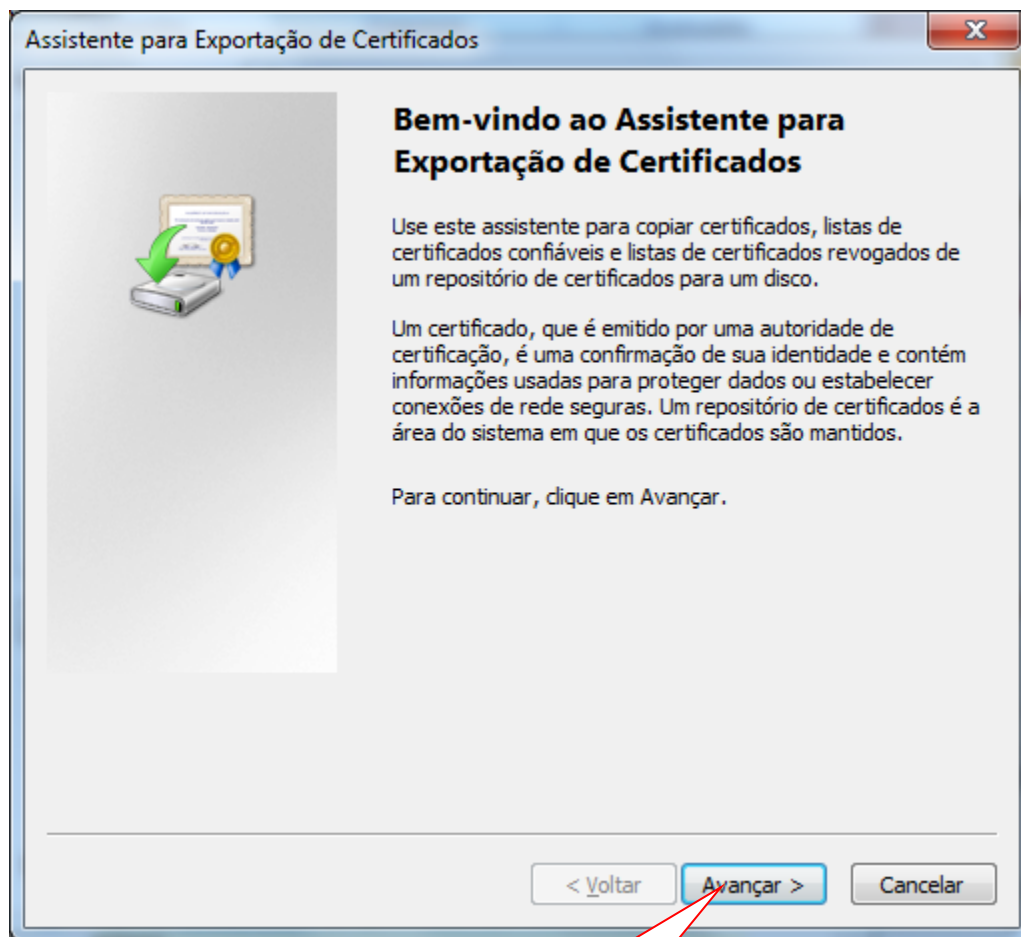 Assistente para Exportação de Certificados
Bem-vindo ao Assistente para
Exportação de Certificados
Use este assistente para copiar certificados, listas de
certificados confiáveis e listas de certificados revogados de
um repositório de certificados para um disco.
Um certificado, que é emitido por uma autoridade de
certificação, é uma confirmação de sua identidade e contém
informações usadas para proteger dados ou estabelecer
conexões de rede seguras. Um repositório de certificados é a
área do sistema em que os certificados são mantidos.
Para continuar, clique em Avançar.
< Voltar Avançar > Cancelar